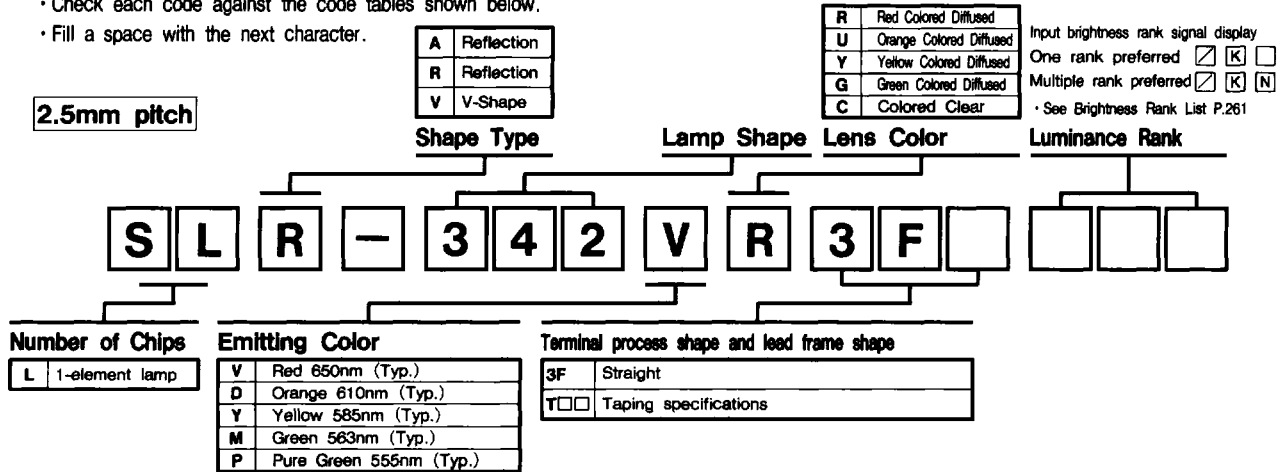 · Check each code against the code tables shown below.
· Fill a space with the next character.
A Reflection
R Reflection
V V-Shape
R Red Colored Diffused
U Orange Colored Diffused
Y Yellow Colored Diffused
G Green Colored Diffused
C Colored Clear
Input brightness rank signal display
One rank preferred ╱ K □
Multiple rank preferred ╱ K N
· See Brightness Rank List P.261
2.5mm pitch
Shape Type
Lamp Shape
Lens Color
Luminance Rank
S L R - 3 4 2 V R 3 F
Number of Chips
L 1-element lamp
Emitting Color
V Red 650nm (Typ.)
D Orange 610nm (Typ.)
Y Yellow 585nm (Typ.)
M Green 563nm (Typ.)
P Pure Green 555nm (Typ.)
Terminal process shape and lead frame shape
3F Straight
T□□ Taping specifications